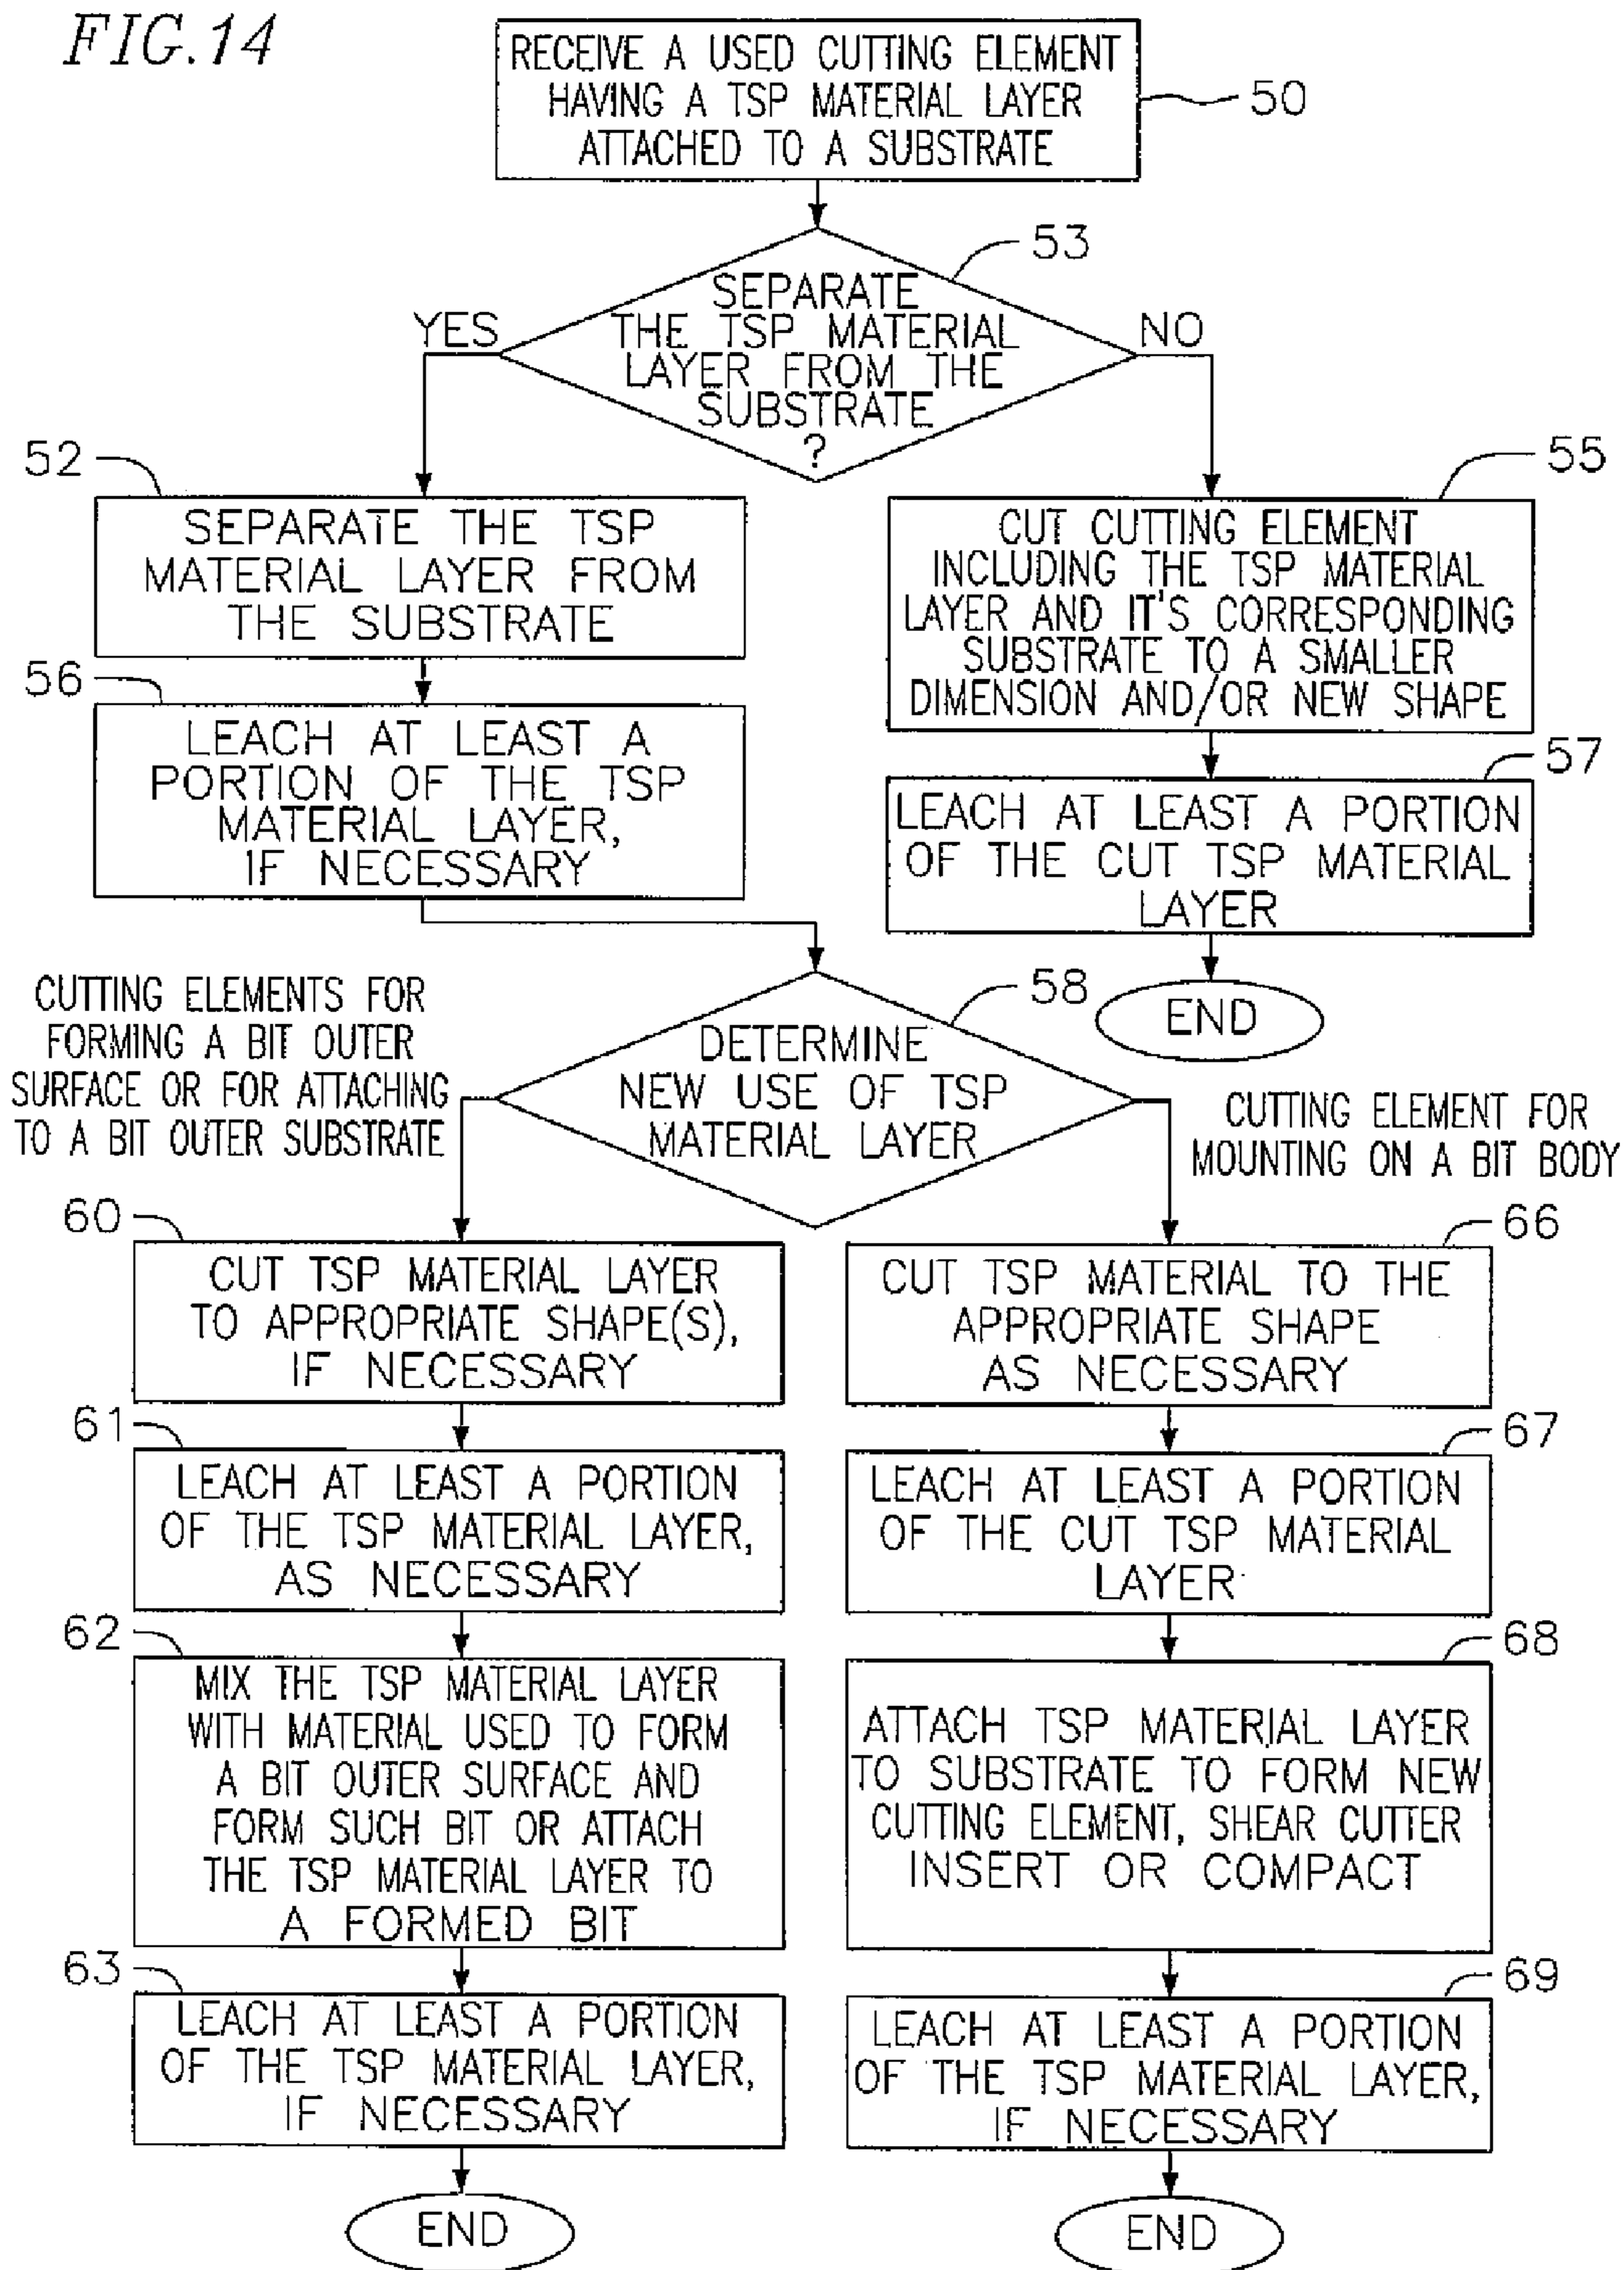 FIG.14
RECEIVE A USED CUTTING ELEMENT
HAVING A TSP MATERIAL LAYER
ATTACHED TO A SUBSTRATE
50
53
SEPARATE
THE TSP MATERIAL
LAYER FROM THE
SUBSTRATE
?
YES
NO
52
SEPARATE THE TSP
MATERIAL LAYER FROM
THE SUBSTRATE
55
CUT CUTTING ELEMENT
INCLUDING THE TSP MATERIAL
LAYER AND IT'S CORRESPONDING
SUBSTRATE TO A SMALLER
DIMENSION AND/OR NEW SHAPE
56
LEACH AT LEAST A
PORTION OF THE TSP
MATERIAL LAYER,
IF NECESSARY
57
LEACH AT LEAST A PORTION
OF THE CUT TSP MATERIAL
LAYER
END
58
DETERMINE
NEW USE OF TSP
MATERIAL LAYER
CUTTING ELEMENTS FOR
FORMING A BIT OUTER
SURFACE OR FOR ATTACHING
TO A BIT OUTER SUBSTRATE
CUTTING ELEMENT FOR
MOUNTING ON A BIT BODY
60
CUT TSP MATERIAL LAYER
TO APPROPRIATE SHAPE(S),
IF NECESSARY
61
LEACH AT LEAST A PORTION
OF THE TSP MATERIAL LAYER,
AS NECESSARY
62
MIX THE TSP MATERIAL LAYER
WITH MATERIAL USED TO FORM
A BIT OUTER SURFACE AND
FORM SUCH BIT OR ATTACH
THE TSP MATERIAL LAYER TO
A FORMED BIT
63
LEACH AT LEAST A PORTION
OF THE TSP MATERIAL LAYER,
IF NECESSARY
END
66
CUT TSP MATERIAL TO THE
APPROPRIATE SHAPE
AS NECESSARY
67
LEACH AT LEAST A PORTION
OF THE CUT TSP MATERIAL
LAYER
68
ATTACH TSP MATERIAL LAYER
TO SUBSTRATE TO FORM NEW
CUTTING ELEMENT, SHEAR CUTTER
INSERT OR COMPACT
69
LEACH AT LEAST A PORTION
OF THE TSP MATERIAL LAYER,
IF NECESSARY
END